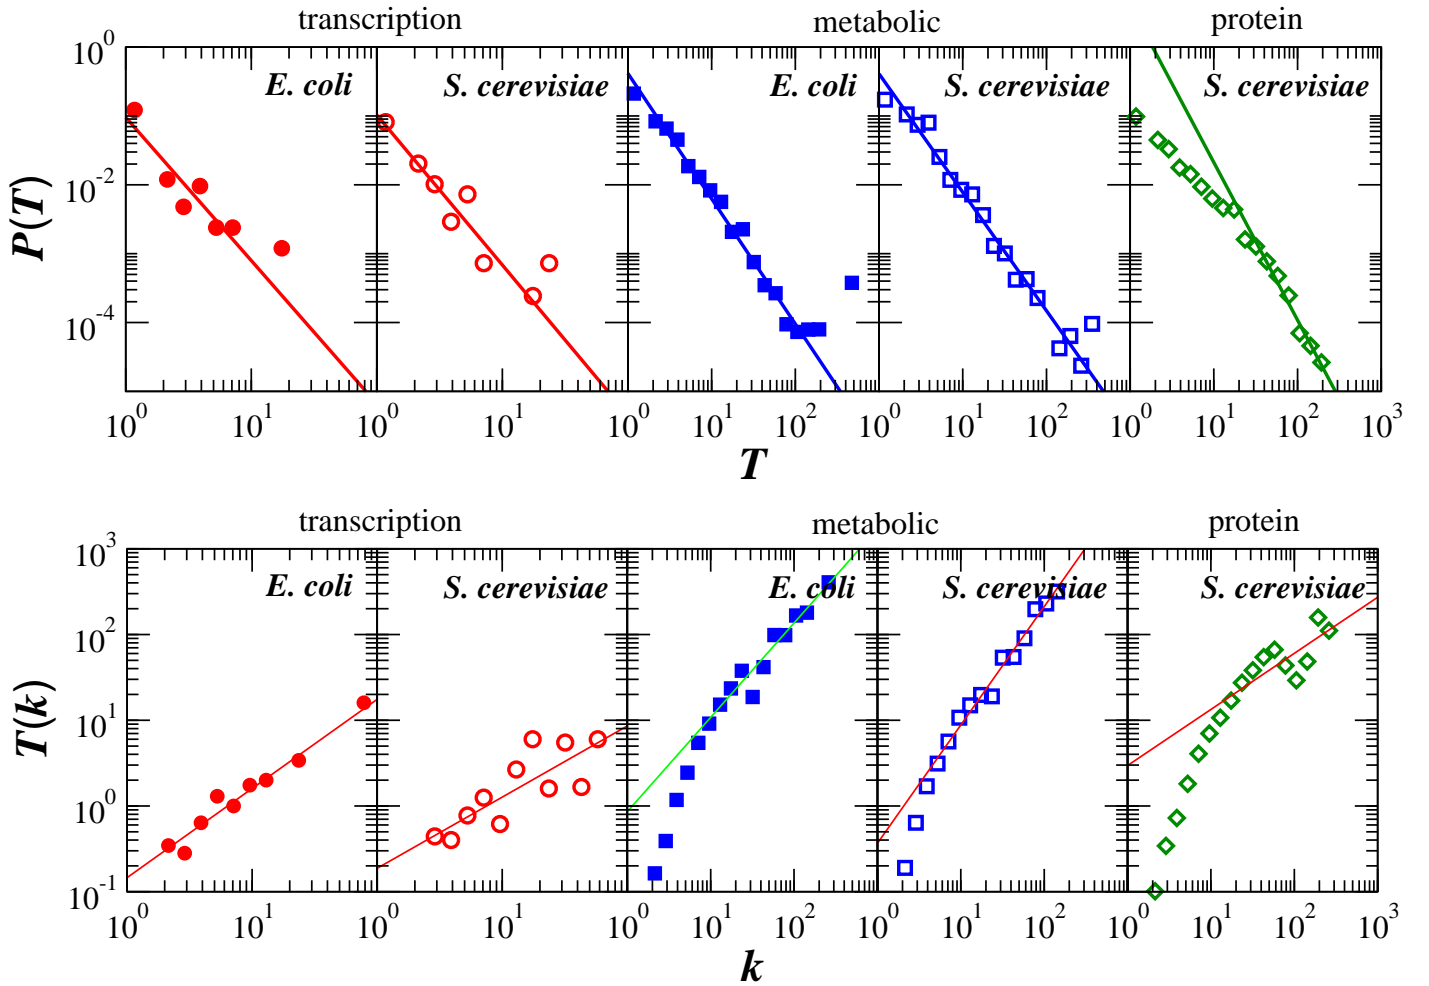 transcription metabolic protein
E. coli S. cerevisiae E. coli S. cerevisiae S. cerevisiae
10^0
10^-2
10^-4
P(T)
10^0 10^1 10^0 10^1 10^0 10^1 10^2 10^0 10^1 10^2 10^0 10^1 10^2 10^3
T
transcription metabolic protein
E. coli S. cerevisiae E. coli S. cerevisiae S. cerevisiae
10^3
10^2
10^1
10^0
10^-1
T(k)
10^0 10^1 10^0 10^1 10^0 10^1 10^2 10^0 10^1 10^2 10^0 10^1 10^2 10^3
k